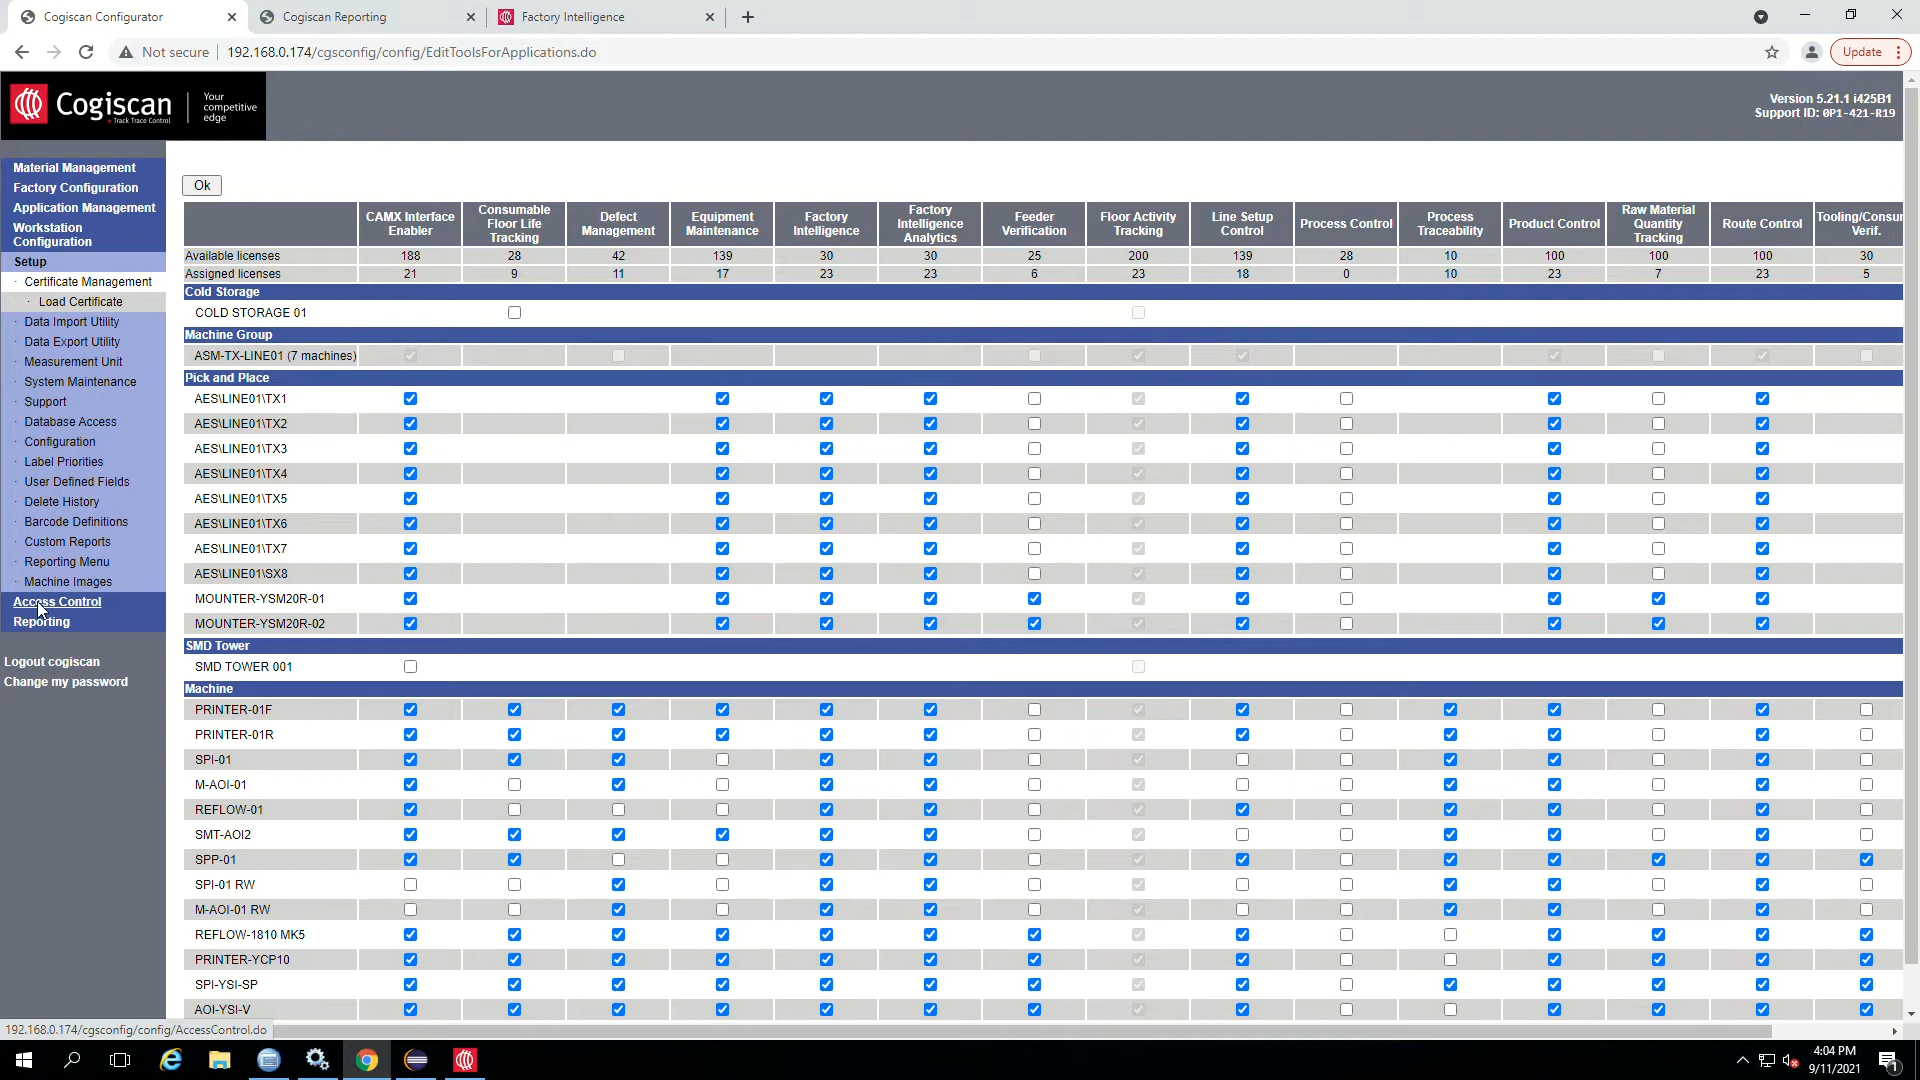 Cogiscan Configurator
Cogiscan Reporting
Factory Intelligence
Not secure
192.168.0.174/cgsconfig/config/EditToolsForApplications.do
Update
Cogiscan
Track Trace Control
Your
competitive
edge
Version 5.21.1 i425B1
Support ID: 0P1-421-R19
Material Management
Factory Configuration
Application Management
Workstation
Configuration
Setup
Certificate Management
Load Certificate
Data Import Utility
Data Export Utility
Measurement Unit
System Maintenance
Support
Database Access
Configuration
Label Priorities
User Defined Fields
Delete History
Barcode Definitions
Custom Reports
Reporting Menu
Machine Images
Access Control
Reporting
Logout cogiscan
Change my password
Ok
CAMX Interface Enabler
Consumable Floor Life Tracking
Defect Management
Equipment Maintenance
Factory Intelligence
Factory Intelligence Analytics
Feeder Verification
Floor Activity Tracking
Line Setup Control
Process Control
Process Traceability
Product Control
Raw Material Quantity Tracking
Route Control
Tooling/Consur Verif.
Available licenses 188 28 42 139 30 30 25 200 139 28 10 100 100 100 30
Assigned licenses 21 9 11 17 23 23 6 23 18 0 10 23 7 23 5
Cold Storage
COLD STORAGE 01
Machine Group
ASM-TX-LINE01 (7 machines)
Pick and Place
AES\LINE01\TX1
AES\LINE01\TX2
AES\LINE01\TX3
AES\LINE01\TX4
AES\LINE01\TX5
AES\LINE01\TX6
AES\LINE01\TX7
AES\LINE01\SX8
MOUNTER-YSM20R-01
MOUNTER-YSM20R-02
SMD Tower
SMD TOWER 001
Machine
PRINTER-01F
PRINTER-01R
SPI-01
M-AOI-01
REFLOW-01
SMT-AOI2
SPP-01
SPI-01 RW
M-AOI-01 RW
REFLOW-1810 MK5
PRINTER-YCP10
SPI-YSI-SP
AOI-YSI-V
192.168.0.174/cgsconfig/config/AccessControl.do
4:04 PM
9/11/2021
1